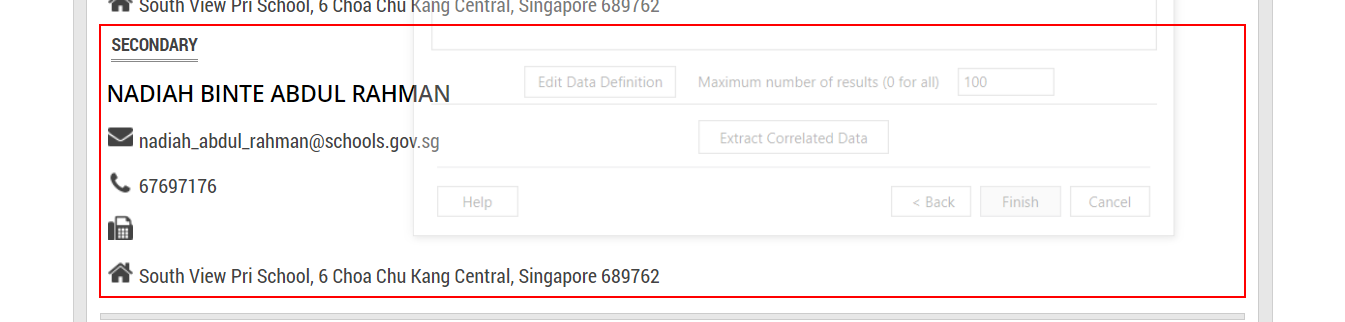 South View Pri School, 6 Choa Chu Kang Central, Singapore 689762
SECONDARY
NADIAH BINTE ABDUL RAHMAN
Edit Data Definition Maximum number of results (0 for all) 100
nadiah_abdul_rahman@schools.gov.sg
Extract Correlated Data
67697176
Help < Back Finish Cancel
South View Pri School, 6 Choa Chu Kang Central, Singapore 689762